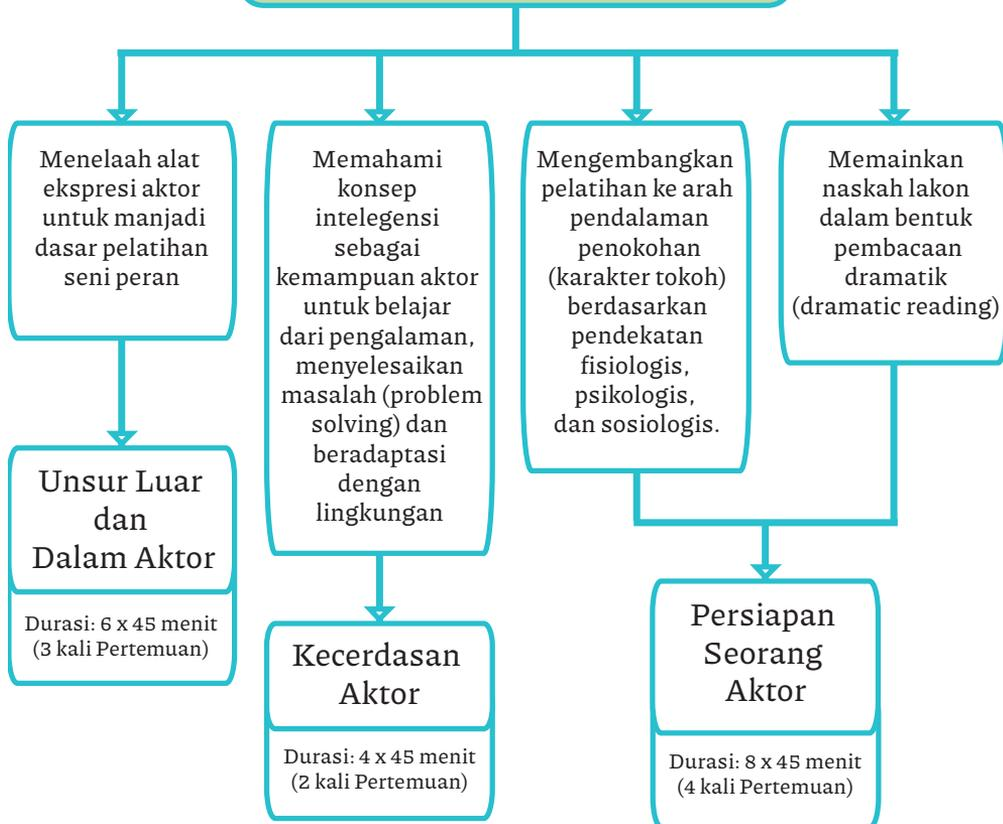 Menelaah alat
ekspresi aktor
untuk manjadi
dasar pelatihan
seni peran
Memahami
konsep
intelegensi
sebagai
kemampuan aktor
untuk belajar
dari pengalaman,
menyelesaikan
masalah (problem
solving) dan
beradaptasi
dengan
lingkungan
Mengembangkan
pelatihan ke arah
pendalaman
penokohan
(karakter tokoh)
berdasarkan
pendekatan
fisiologis,
psikologis,
dan sosiologis.
Memainkan
naskah lakon
dalam bentuk
pembacaan
dramatik
(dramatic reading)
Unsur Luar
dan
Dalam Aktor
Durasi: 6 x 45 menit
(3 kali Pertemuan)
Kecerdasan
Aktor
Durasi: 4 x 45 menit
(2 kali Pertemuan)
Persiapan
Seorang
Aktor
Durasi: 8 x 45 menit
(4 kali Pertemuan)